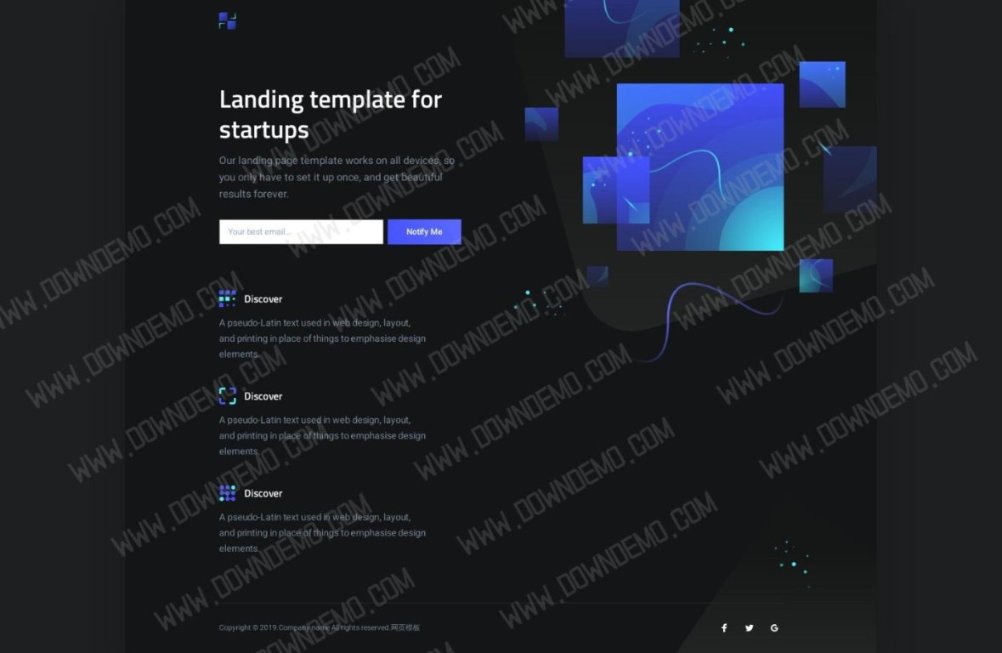 Landing template for
startups
Our landing page template works on all devices, so
you only have to set it up once, and get beautiful
results forever.
Your best email...
Notify Me
Discover
A pseudo-Latin text used in web design, layout,
and printing in place of things to emphasise design
elements.
Discover
A pseudo-Latin text used in web design, layout,
and printing in place of things to emphasise design
elements.
Discover
A pseudo-Latin text used in web design, layout,
and printing in place of things to emphasise design
elements.
Copyright © 2019.Company name All rights reserved.网页模板
WWW.DOWNDEMO.COM